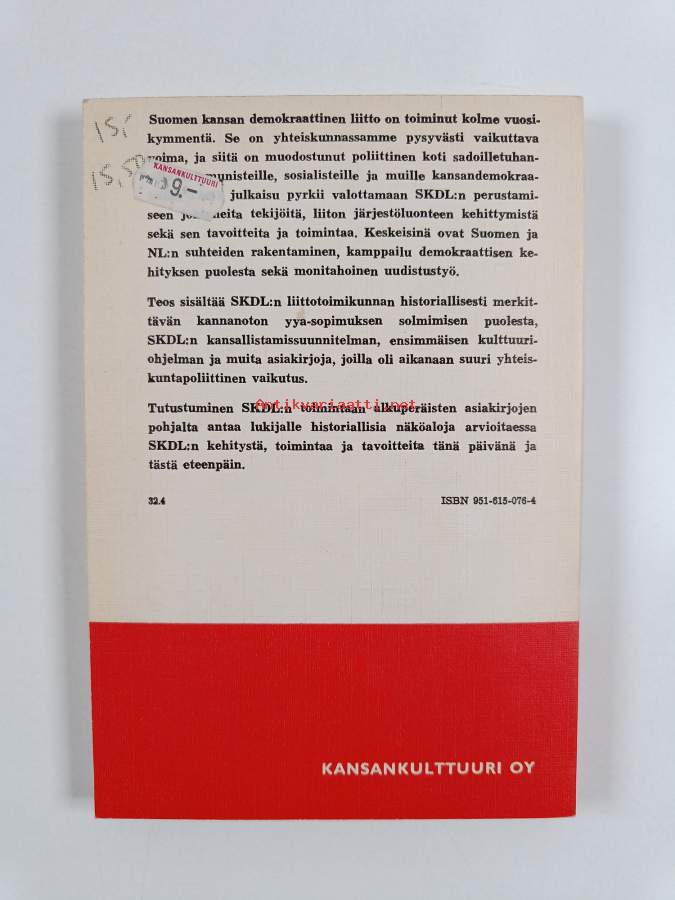 Suomen kansan demokraattinen liitto on toiminut kolme vuosi-
kymmentä. Se on yhteiskunnassamme pysyvästi vaikuttava
voima, ja siitä on muodostunut poliittinen koti sadoilletuhan-
munisteille, sosialisteille ja muille kansandemokraa-
julkaisu pyrkii valottamaan SKDL:n perustami-
seen tekijöitä, liiton järjestöluonteen kehittymistä
sekä sen tavoitteita ja toimintaa. Keskeisinä ovat Suomen ja
NL:n suhteiden rakentaminen, kamppailu demokraattisen ke-
hityksen puolesta sekä monitahoinen uudistustyö.
15,-
15,50
KANSANKULTTUURI
9.-
Teos sisältää SKDL:n liittotoimikunnan historiallisesti merkit-
tävän kannanoton yya-sopimuksen solmimisen puolesta,
SKDL:n kansallistamissuunnitelman, ensimmäisen kulttuuri-
ohjelman ja muita asiakirjoja, joilla oli aikanaan suuri yhteis-
kuntapoliittinen vaikutus.
Antikvariaatti.net
Tutustuminen SKDL:n toimintaan alkuperäisten asiakirjojen
pohjalta antaa lukijalle historiallisia näköaloja arvioitaessa
SKDL:n kehitystä, toimintaa ja tavoitteita tänä päivänä ja
tästä eteenpäin.
32.4
ISBN 951-615-076-4
KANSANKULTTUURI OY